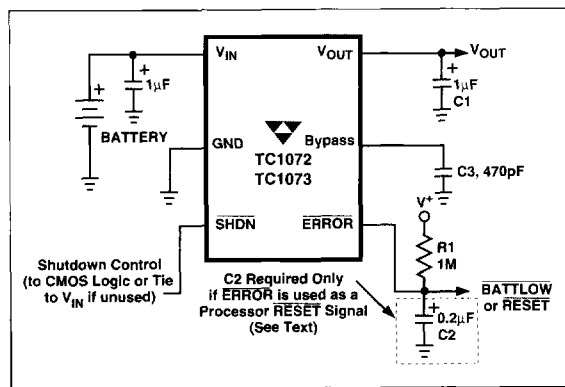 VIN
VOUT
VOUT
+
1µF
+
BATTERY
+
1µF
C1
GND
Bypass
TC1072
TC1073
C3, 470pF
V+
SHDN
ERROR
R1
1M
Shutdown Control
(to CMOS Logic or Tie
to VIN if unused)
C2 Required Only
if ERROR is used as a
Processor RESET Signal
(See Text)
BATTLOW
or RESET
+
0.2µF
C2